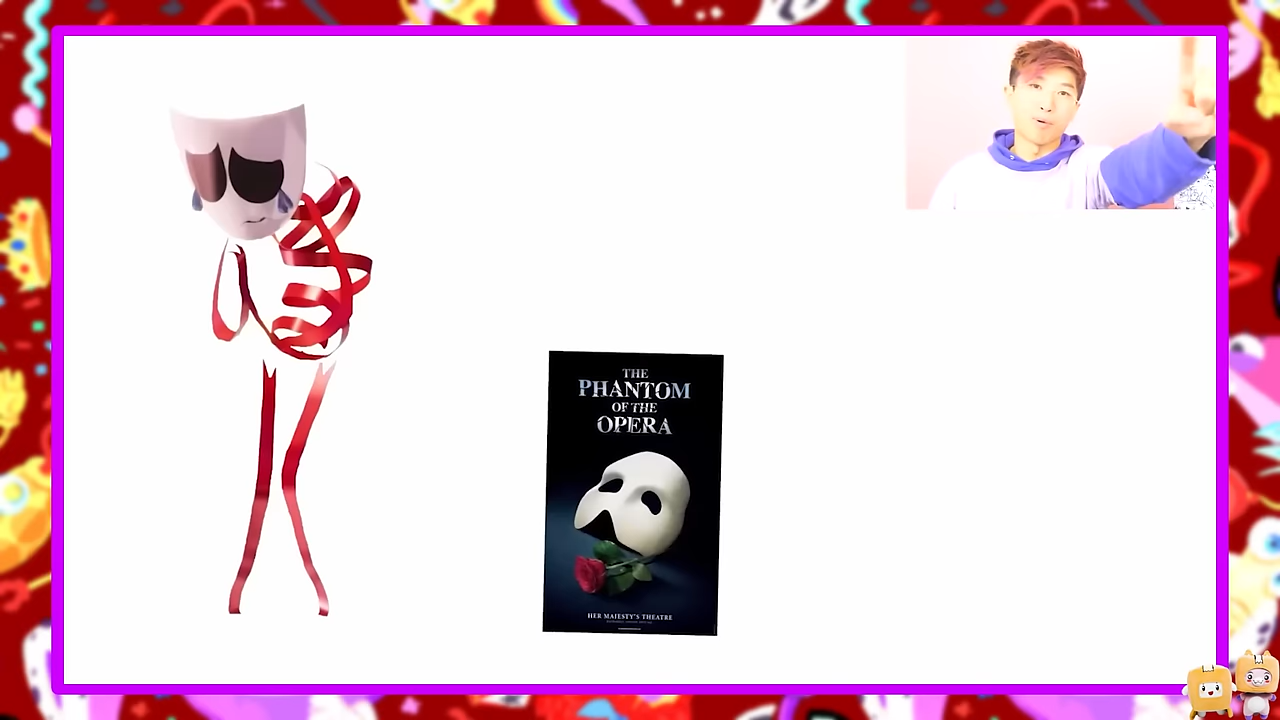 THE
PHANTOM
OF THE
OPERA
HER MAJESTY'S THEATRE